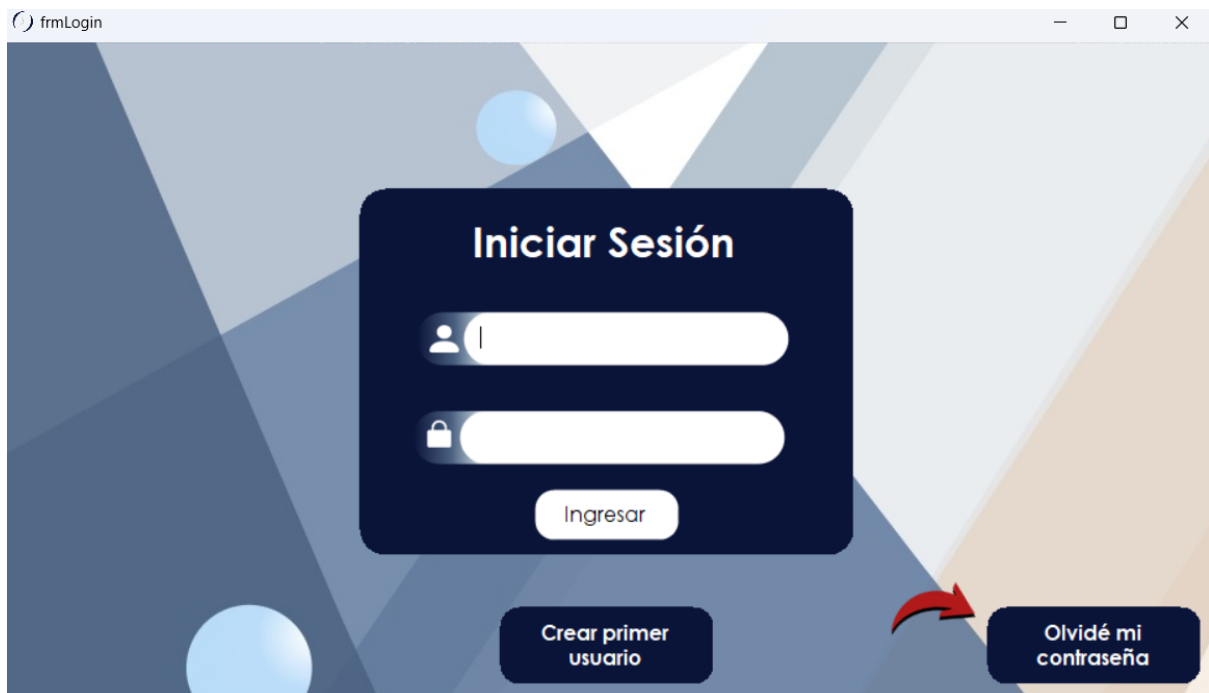 frmLogin
Iniciar Sesión
Ingresar
Crear primer
usuario
Olvidé mi
contraseña